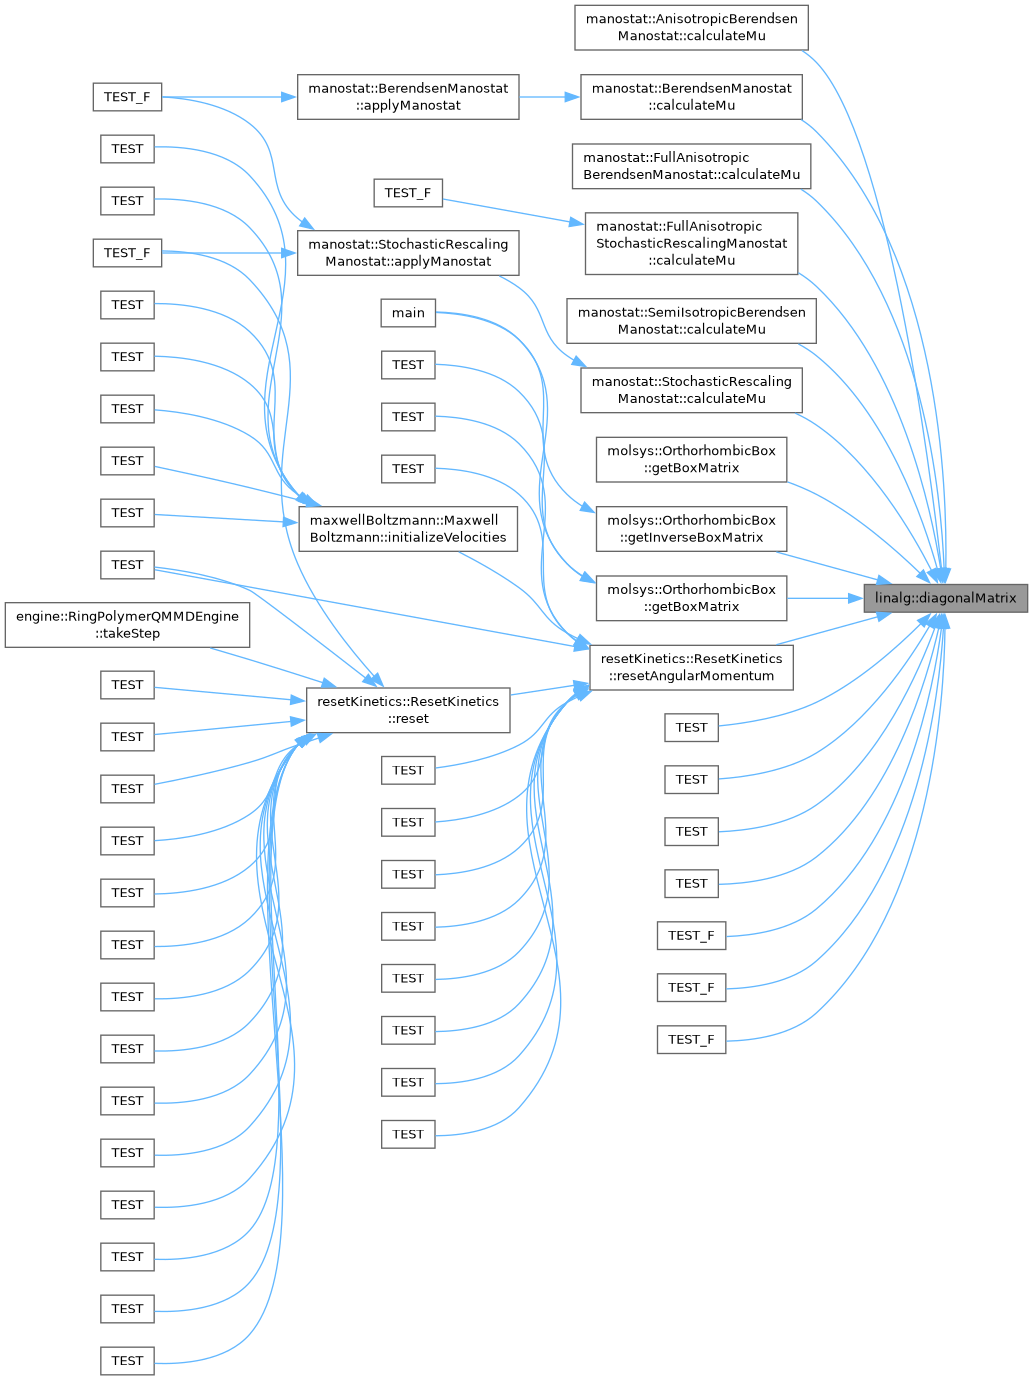 manostat::AnisotropicBerendsen
Manostat::calculateMu
TEST_F
manostat::BerendsenManostat
::applyManostat
manostat::BerendsenManostat
::calculateMu
TEST
manostat::FullAnisotropic
BerendsenManostat::calculateMu
TEST
TEST_F
manostat::FullAnisotropic
StochasticRescalingManostat
::calculateMu
TEST_F
manostat::StochasticRescaling
Manostat::applyManostat
TEST
main
manostat::SemiIsotropicBerendsen
Manostat::calculateMu
TEST
TEST
manostat::StochasticRescaling
Manostat::calculateMu
TEST
TEST
TEST
TEST
molsys::OrthorhombicBox
::getBoxMatrix
TEST
maxwellBoltzmann::Maxwell
Boltzmann::initializeVelocities
molsys::OrthorhombicBox
::getInverseBoxMatrix
TEST
molsys::OrthorhombicBox
::getBoxMatrix
linalg::diagonalMatrix
engine::RingPolymerQMMDEngine
::takeStep
resetKinetics::ResetKinetics
::resetAngularMomentum
TEST
resetKinetics::ResetKinetics
::reset
TEST
TEST
TEST
TEST
TEST
TEST
TEST
TEST
TEST
TEST
TEST
TEST
TEST
TEST_F
TEST
TEST
TEST_F
TEST
TEST
TEST_F
TEST
TEST
TEST
TEST
TEST
TEST
TEST
TEST